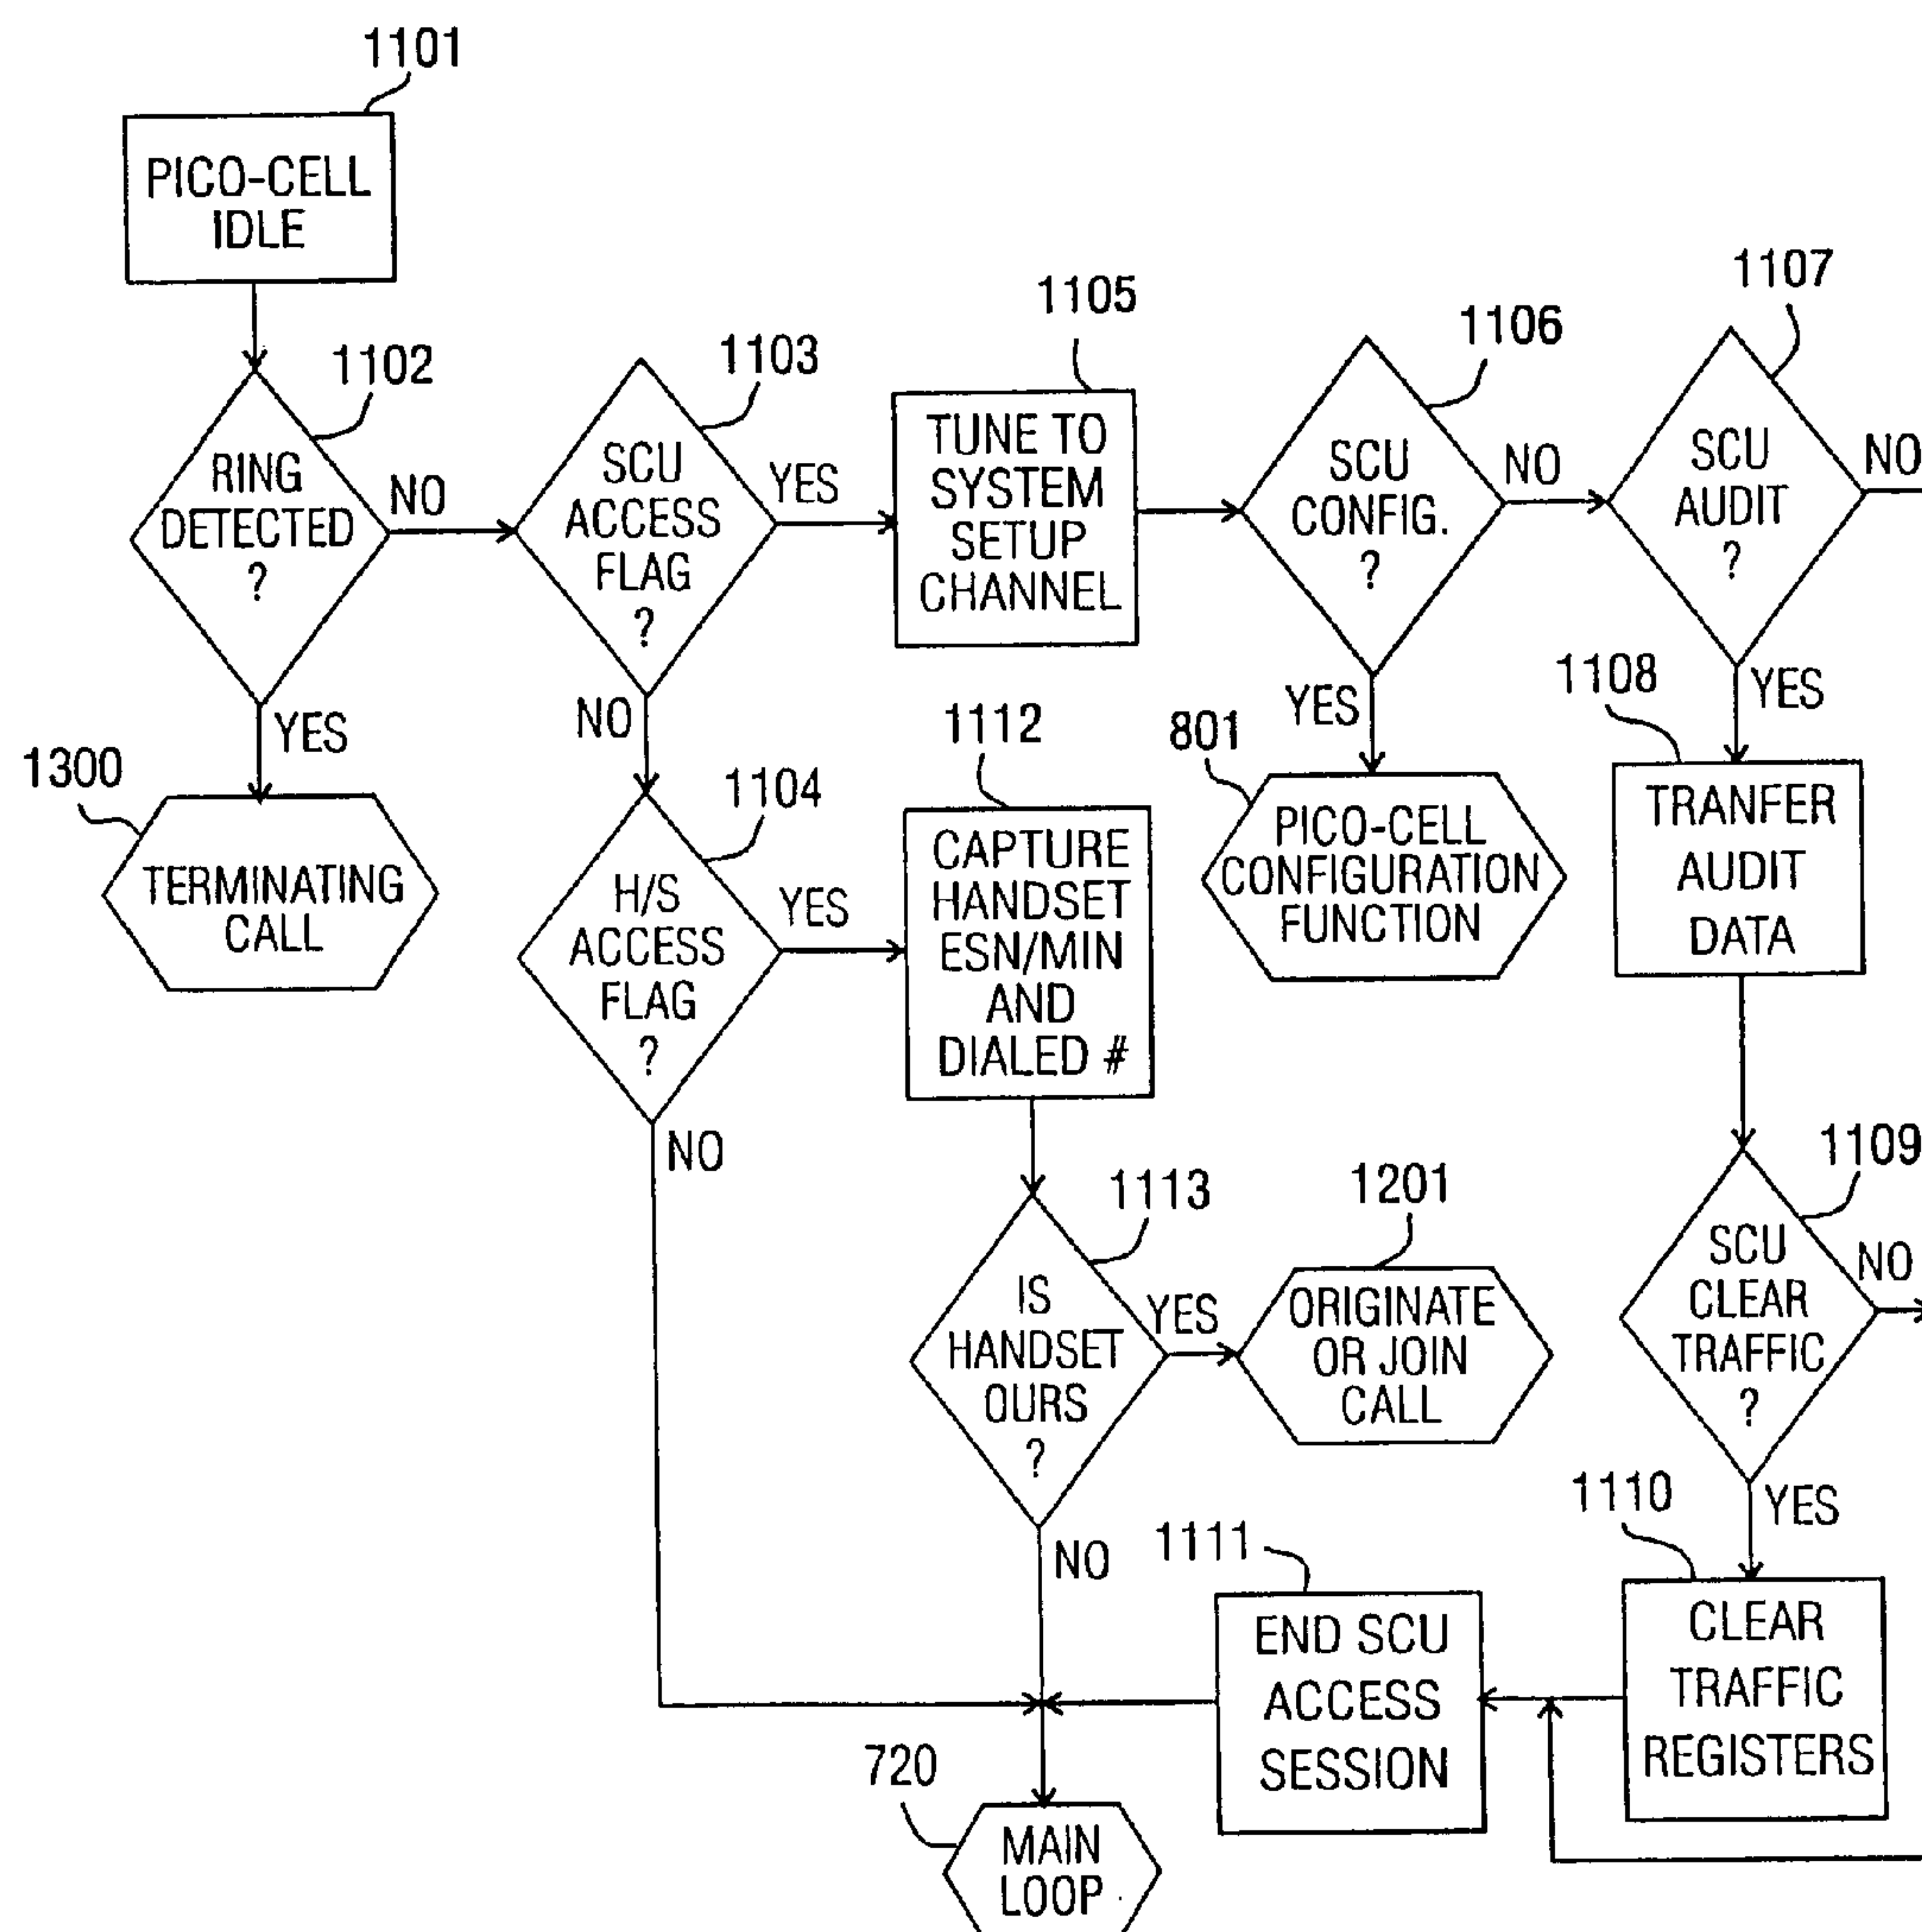 1101
PICO-CELL
IDLE
1102
RING
DETECTED
?
NO
YES
1300
TERMINATING
CALL
1103
SCU
ACCESS
FLAG
?
YES
NO
1104
H/S
ACCESS
FLAG
?
YES
NO
1105
TUNE TO
SYSTEM
SETUP
CHANNEL
1106
SCU
CONFIG.
?
NO
YES
801
PICO-CELL
CONFIGURATION
FUNCTION
1107
SCU
AUDIT
?
NO
YES
1108
TRANFER
AUDIT
DATA
1109
SCU
CLEAR
TRAFFIC
?
NO
YES
1110
CLEAR
TRAFFIC
REGISTERS
1111
END SCU
ACCESS
SESSION
1112
CAPTURE
HANDSET
ESN/MIN
AND
DIALED #
1113
IS
HANDSET
OURS
?
YES
NO
1201
ORIGINATE
OR JOIN
CALL
720
MAIN
LOOP